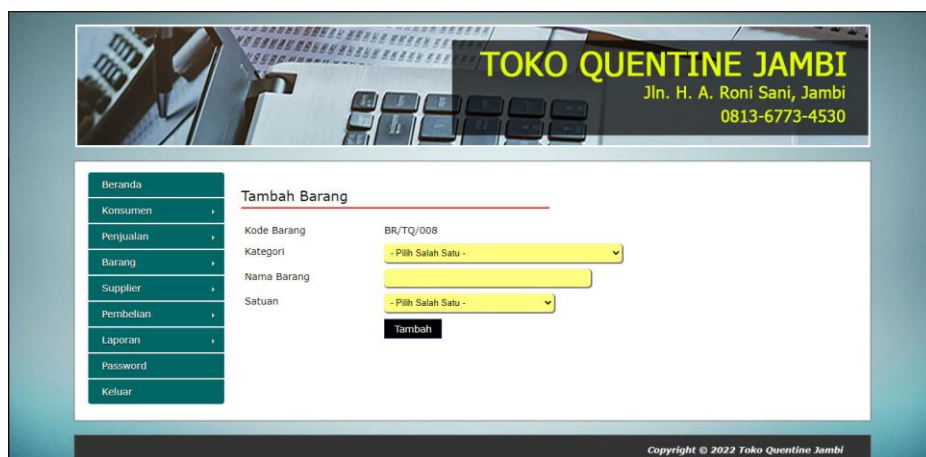 TOKO QUENTINE JAMBI
Jln. H. A. Roni Sani, Jambi
0813-6773-4530
Beranda
Konsumen
Penjualan
Barang
Supplier
Pembelian
Laporan
Password
Keluar
Tambah Barang
Kode Barang BR/TQ/008
Kategori - Pilih Salah Satu -
Nama Barang
Satuan - Pilih Salah Satu -
Tambah
Copyright © 2022 Toko Quentine Jambi